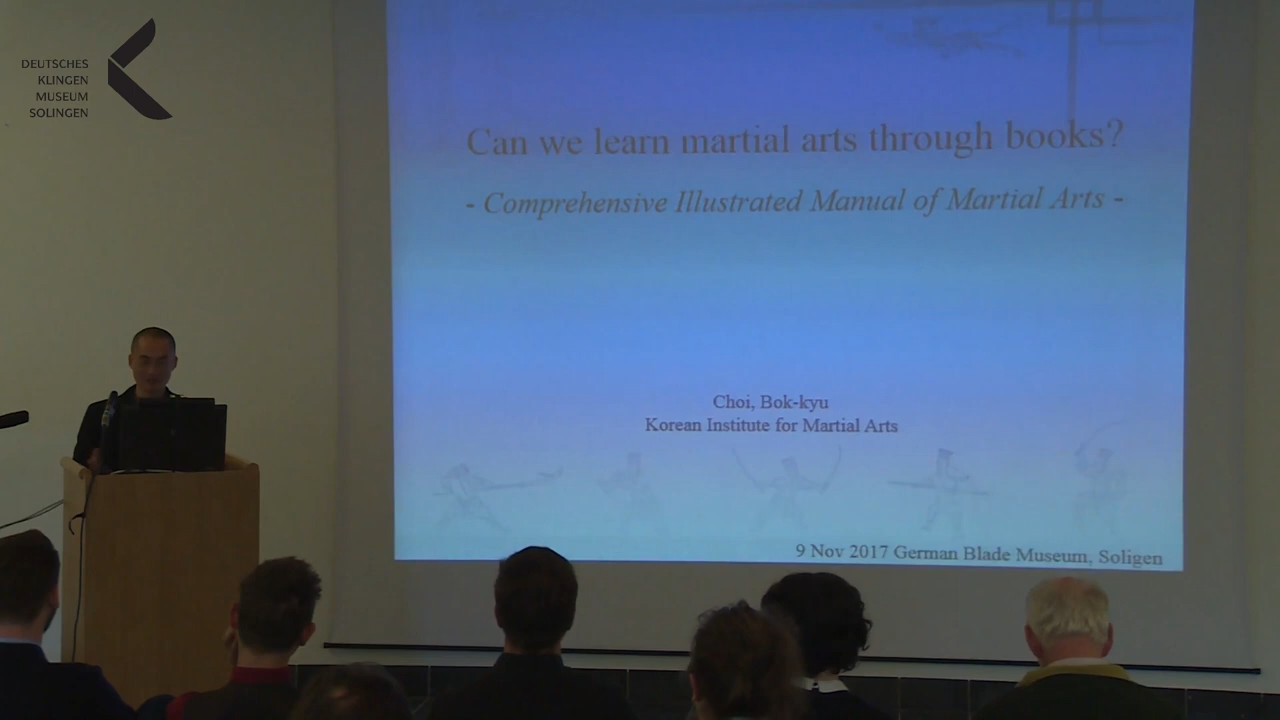 DEUTSCHES
KLINGEN
MUSEUM
SOLINGEN
Can we learn martial arts through books?
- Comprehensive Illustrated Manual of Martial Arts -
Choi, Bok-kyu
Korean Institute for Martial Arts
9 Nov 2017 German Blade Museum, Soligen